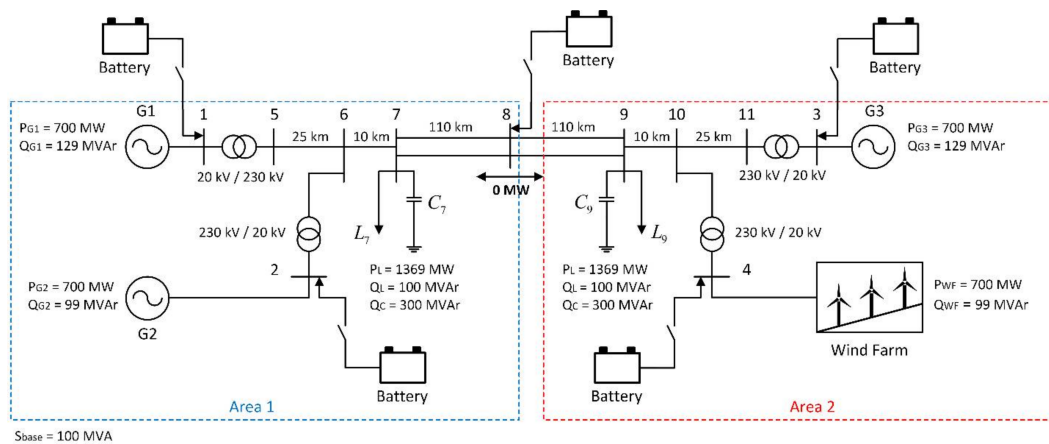 Battery
Battery
Battery
G1
1
5
6
7
8
9
10
11
3
G3
PG1 = 700 MW
QG1 = 129 MVAr
25 km
10 km
110 km
110 km
10 km
25 km
PG3 = 700 MW
QG3 = 129 MVAr
20 kV / 230 kV
230 kV / 20 kV
0 MW
C7
C9
L7
L9
230 kV / 20 kV
230 kV / 20 kV
2
4
PL = 1369 MW
QL = 100 MVAr
QC = 300 MVAr
PL = 1369 MW
QL = 100 MVAr
QC = 300 MVAr
PG2 = 700 MW
QG2 = 99 MVAr
G2
PWF = 700 MW
QWF = 99 MVAr
Wind Farm
Battery
Battery
Area 1
Area 2
Sbase = 100 MVA